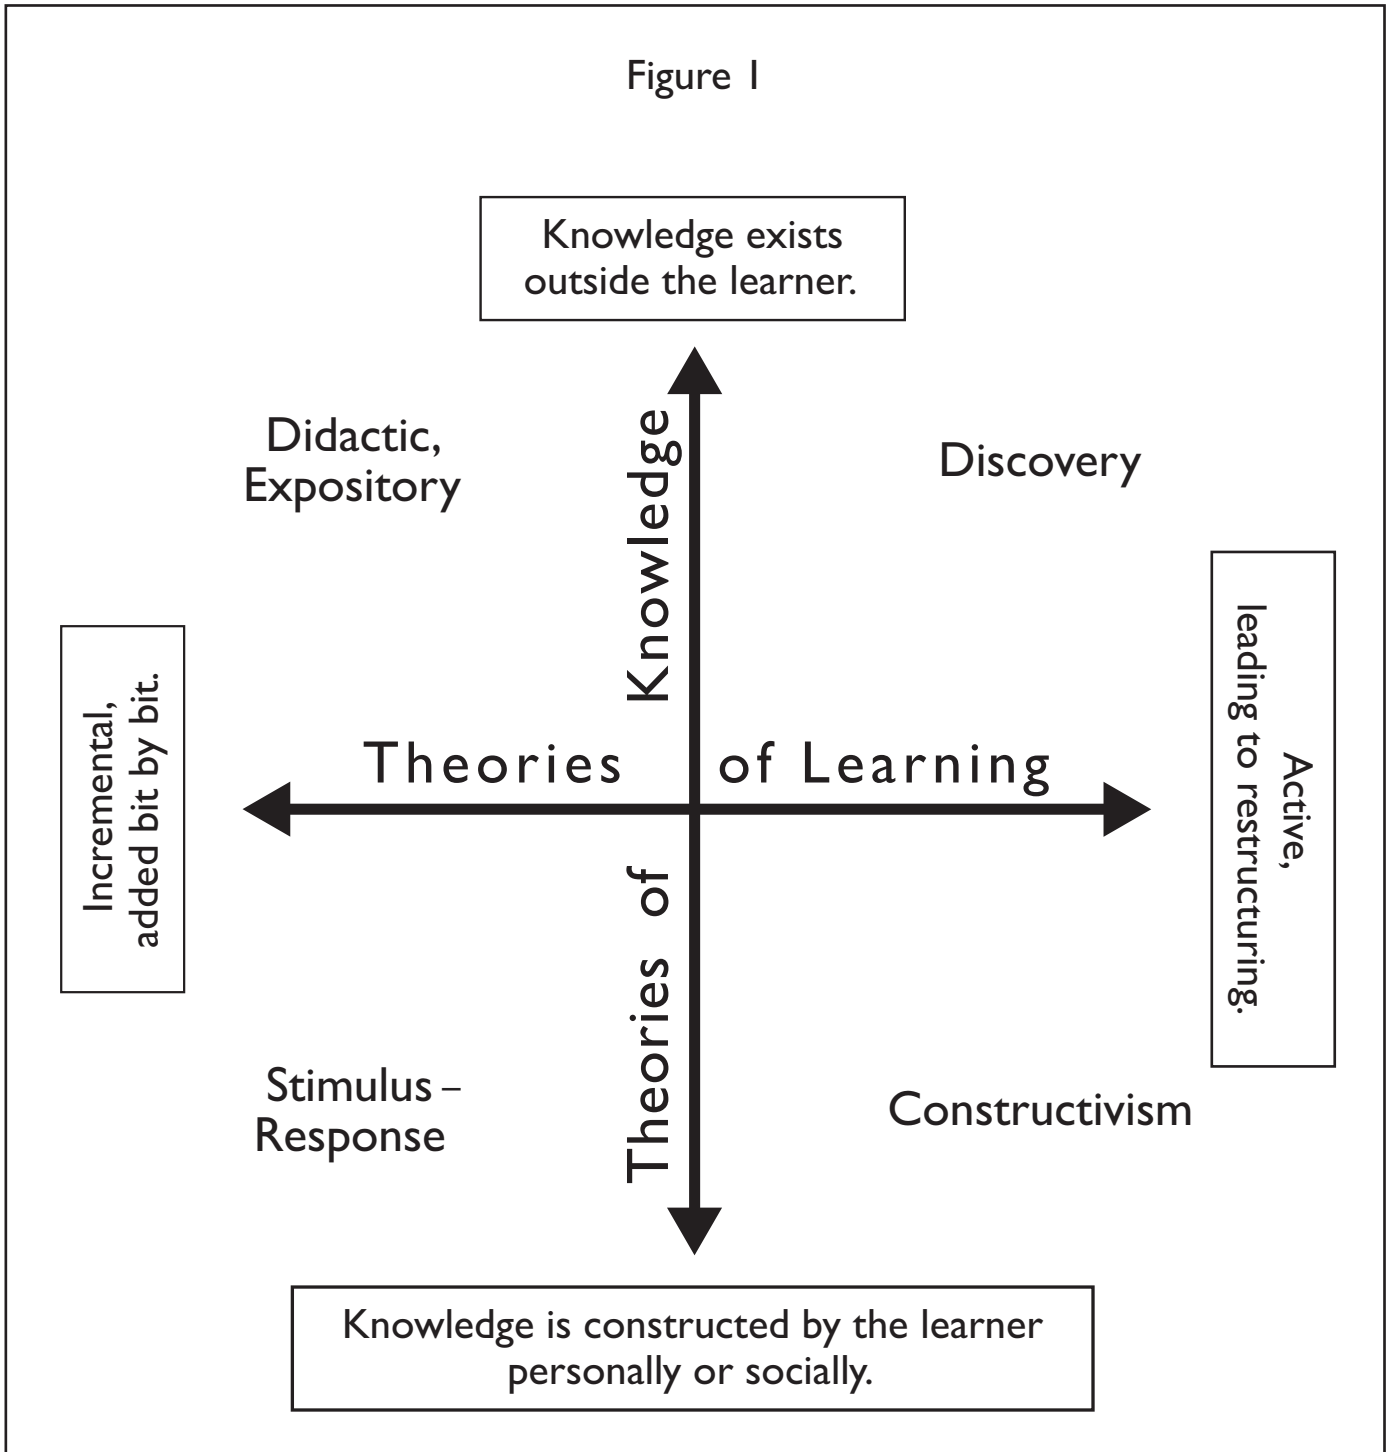 Figure 1
Knowledge exists
outside the learner.
Didactic,
Expository
Discovery
Theories of Knowledge
Theories of Learning
Incremental,
added bit by bit.
Active,
leading to restructuring.
Stimulus –
Response
Constructivism
Knowledge is constructed by the learner
personally or socially.